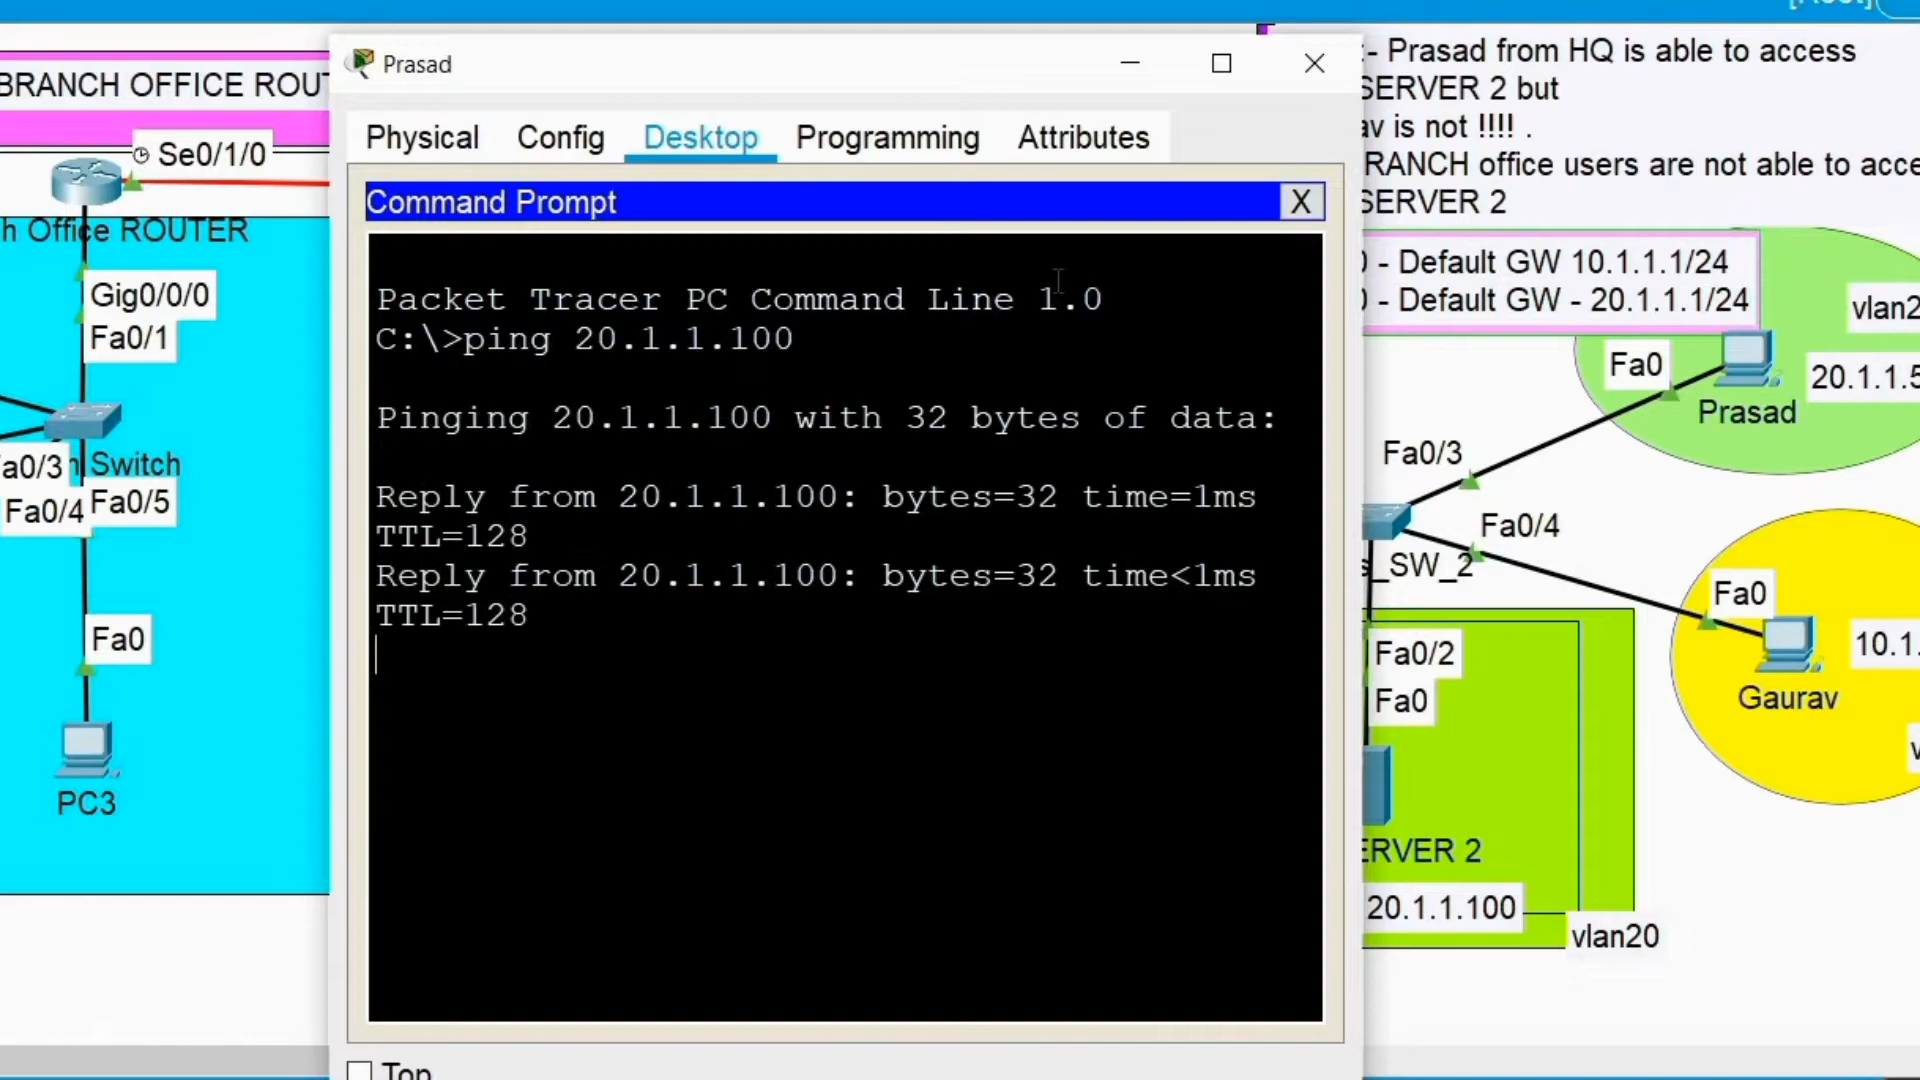 BRANCH OFFICE ROUT
Se0/1/0
h Office ROUTER
Gig0/0/0
Fa0/1
a0/3
n Switch
Fa0/4
Fa0/5
Fa0
PC3
Prasad
Physical
Config
Desktop
Programming
Attributes
Command Prompt
X
Packet Tracer PC Command Line 1.0
C:\>ping 20.1.1.100
Pinging 20.1.1.100 with 32 bytes of data:
Reply from 20.1.1.100: bytes=32 time=1ms
TTL=128
Reply from 20.1.1.100: bytes=32 time<1ms
TTL=128
Top
- Prasad from HQ is able to access
SERVER 2 but
av is not !!!! .
RANCH office users are not able to acce
SERVER 2
0 - Default GW 10.1.1.1/24
0 - Default GW - 20.1.1.1/24
vlan2
Fa0
20.1.1.5
Prasad
Fa0/3
Fa0/4
s_SW_2
Fa0
10.1.
Gaurav
Fa0/2
Fa0
ERVER 2
20.1.1.100
vlan20